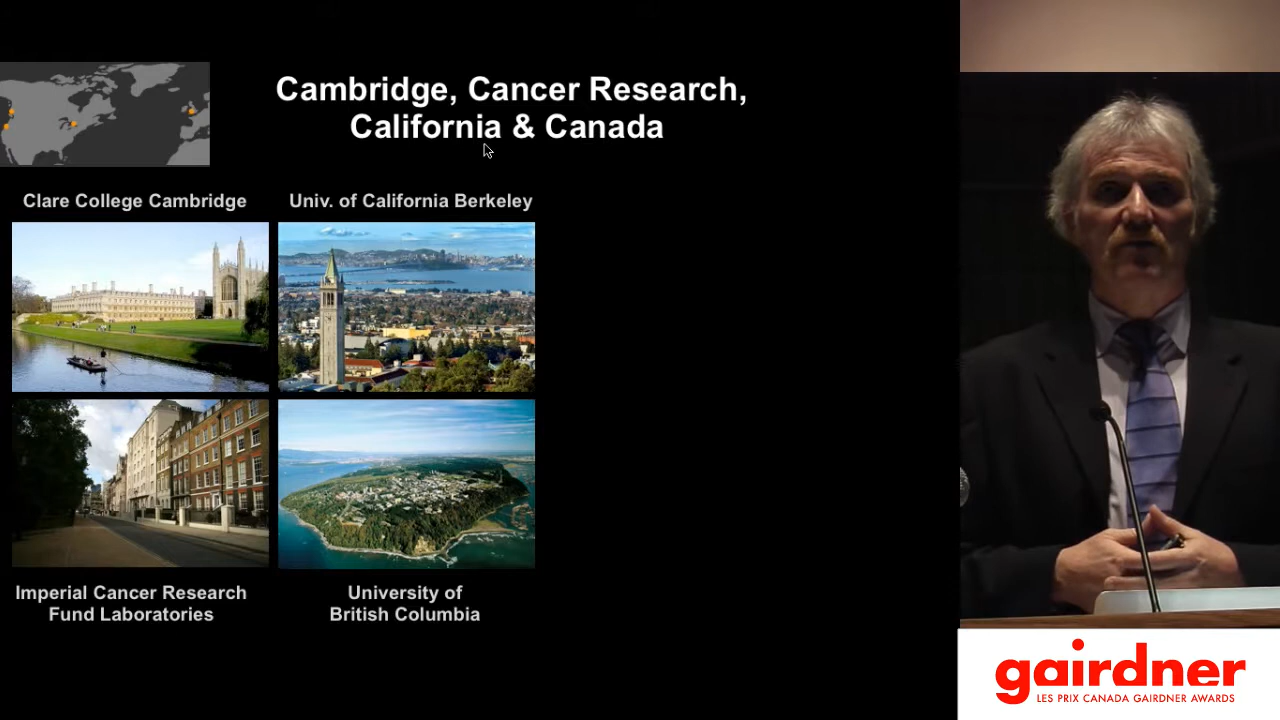 Cambridge, Cancer Research,
California & Canada
Clare College Cambridge
Univ. of California Berkeley
Imperial Cancer Research
Fund Laboratories
University of
British Columbia
gairdner
LES PRIX CANADA GAIRDNER AWARDS